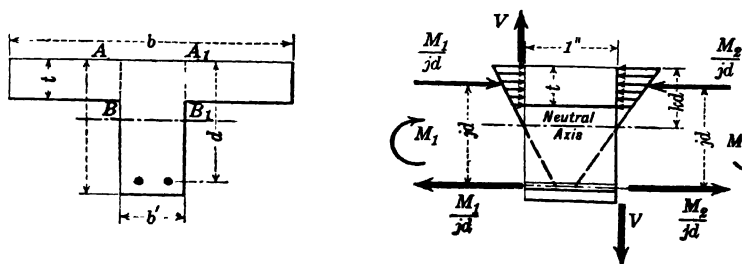 A b A₁
t
B B₁
d
b'
V
1"
M₁/jd
M₂/jd
t
kd
Neutral
Axis
M₁
jd
jd
M
M₁/jd
M₂/jd
V